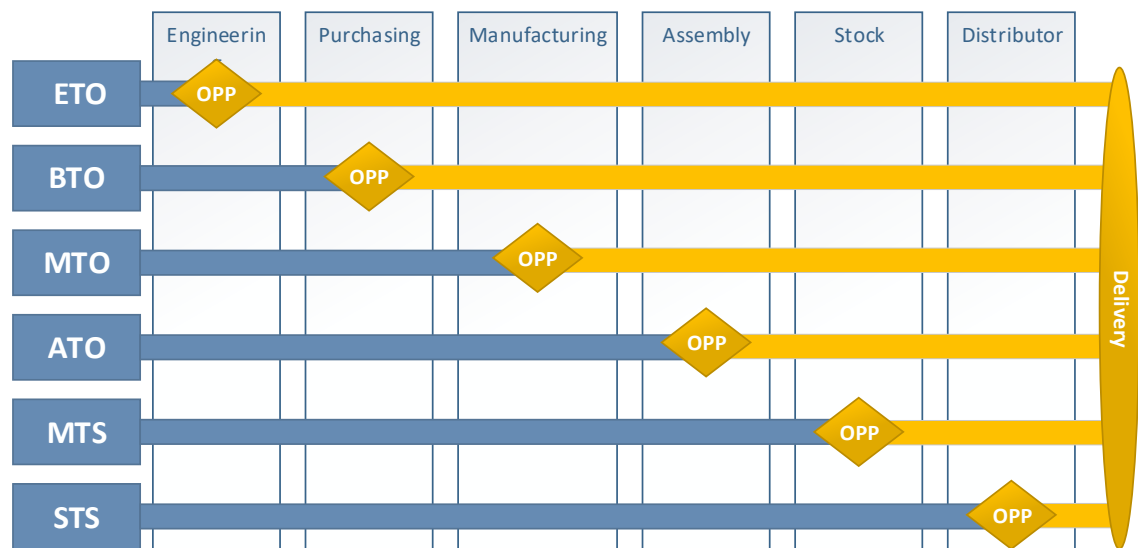 Engineerin
Purchasing
Manufacturing
Assembly
Stock
Distributor
ETO
OPP
BTO
OPP
MTO
OPP
Delivery
ATO
OPP
MTS
OPP
STS
OPP